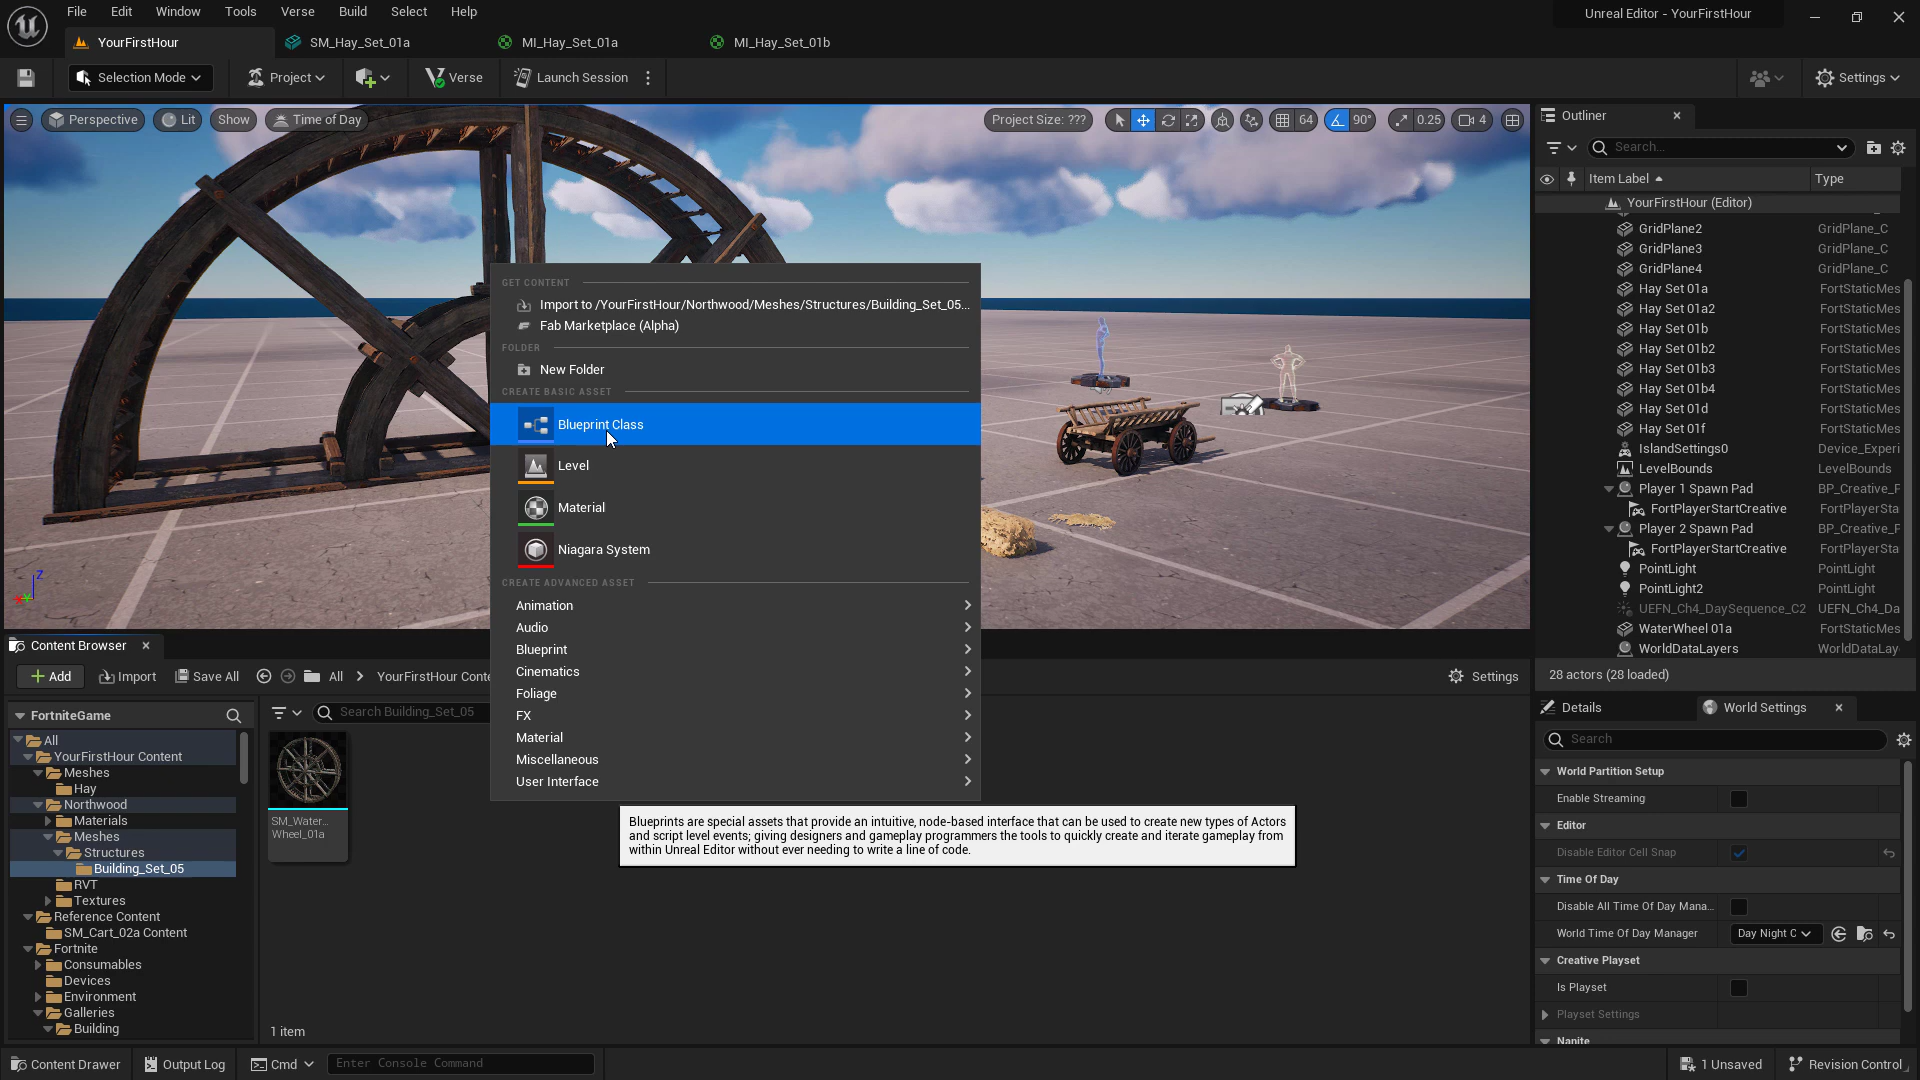 File Edit Window Tools Verse Build Select Help
Unreal Editor - YourFirstHour
YourFirstHour SM_Hay_Set_01a MI_Hay_Set_01a MI_Hay_Set_01b
Selection Mode Project Verse Launch Session Settings
Perspective Lit Show Time of Day Project Size: ??? 64 90° 0.25 4
Outliner
Search...
Item Label Type
YourFirstHour (Editor)
GridPlane2 GridPlane_C
GridPlane3 GridPlane_C
GridPlane4 GridPlane_C
Hay Set 01a FortStaticMes
Hay Set 01a2 FortStaticMes
Hay Set 01b FortStaticMes
Hay Set 01b2 FortStaticMes
Hay Set 01b3 FortStaticMes
Hay Set 01b4 FortStaticMes
Hay Set 01d FortStaticMes
Hay Set 01f FortStaticMes
IslandSettings0 Device_Experi
LevelBounds LevelBounds
Player 1 Spawn Pad BP_Creative_F
FortPlayerStartCreative FortPlayerSta
Player 2 Spawn Pad BP_Creative_F
FortPlayerStartCreative FortPlayerSta
PointLight PointLight
PointLight2 PointLight
UEFN_Ch4_DaySequence_C2 UEFN_Ch4_Da
WaterWheel 01a FortStaticMes
WorldDataLayers WorldDataLay
28 actors (28 loaded)
GET CONTENT
Import to /YourFirstHour/Northwood/Meshes/Structures/Building_Set_05...
Fab Marketplace (Alpha)
FOLDER
New Folder
CREATE BASIC ASSET
Blueprint Class
Level
Material
Niagara System
CREATE ADVANCED ASSET
Animation
Audio
Blueprint
Cinematics
Foliage
FX
Material
Miscellaneous
User Interface
Blueprints are special assets that provide an intuitive, node-based interface that can be used to create new types of Actors
and script level events; giving designers and gameplay programmers the tools to quickly create and iterate gameplay from
within Unreal Editor without ever needing to write a line of code.
Z
Content Browser
Add Import Save All All YourFirstHour Conte Settings
FortniteGame
Search Building_Set_05
All
YourFirstHour Content
Meshes
Hay
Northwood
Materials
Meshes
Structures
Building_Set_05
RVT
Textures
Reference Content
SM_Cart_02a Content
Fortnite
Consumables
Devices
Environment
Galleries
Building
SM_Water...
Wheel_01a
1 item
Details World Settings
Search
World Partition Setup
Enable Streaming
Editor
Disable Editor Cell Snap
Time Of Day
Disable All Time Of Day Mana...
World Time Of Day Manager Day Night C
Creative Playset
Is Playset
Playset Settings
Nanite
Content Drawer Output Log Cmd Enter Console Command 1 Unsaved Revision Control